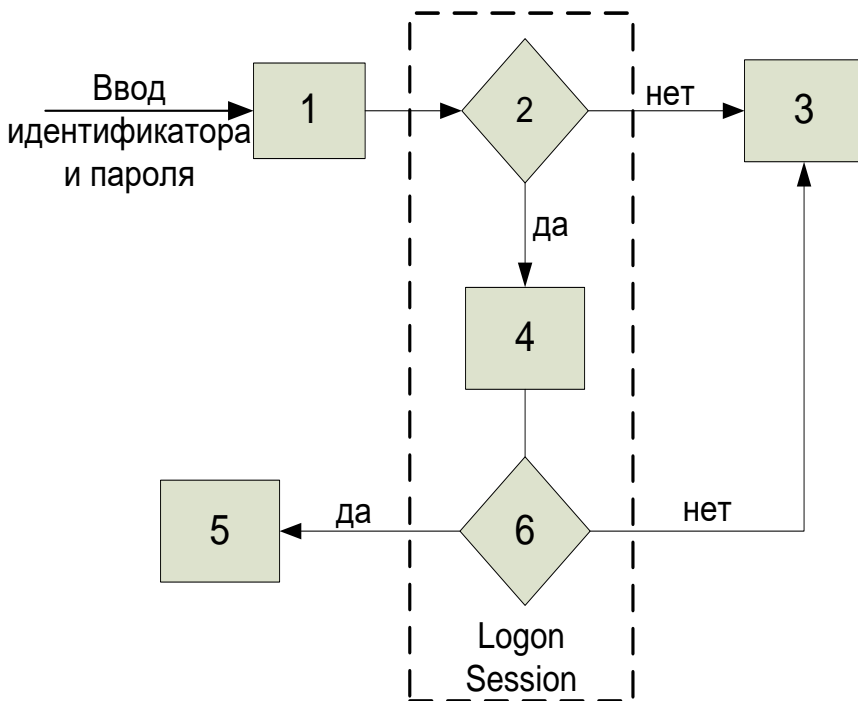 Ввод
идентификатора
и пароля
1
2
нет
3
да
4
5
да
6
нет
Logon
Session